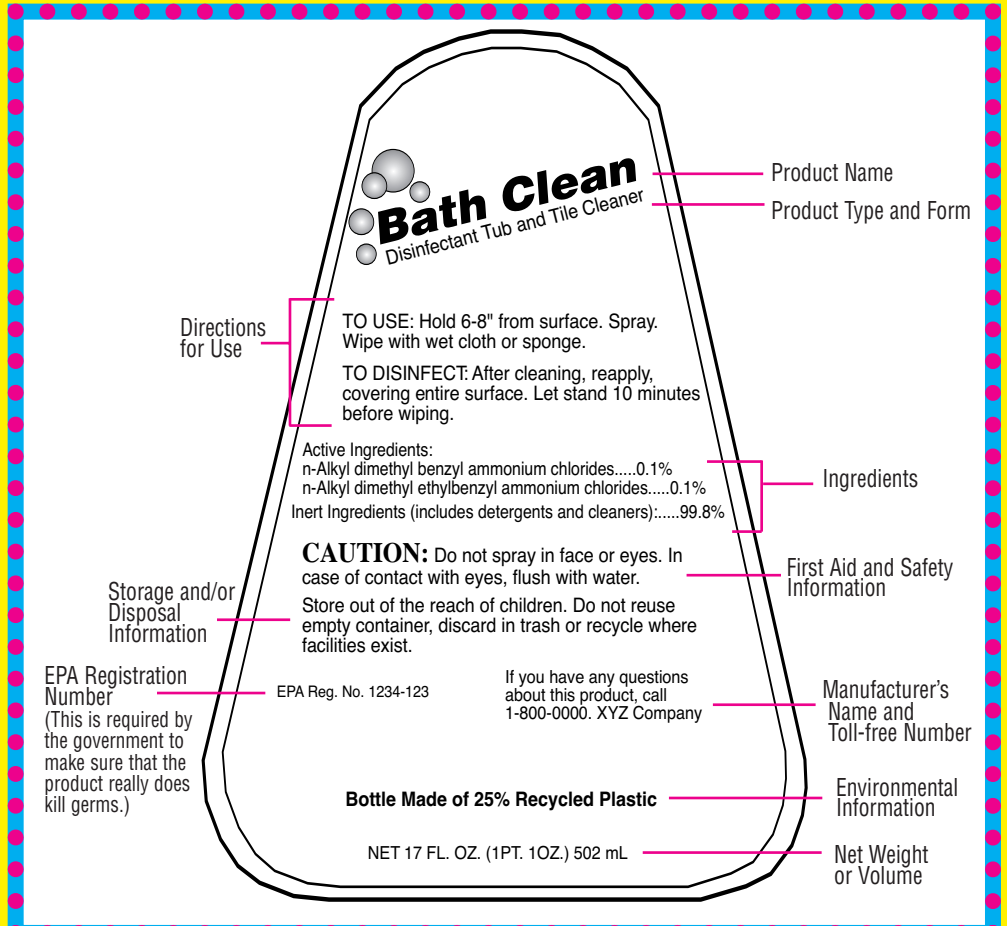 Bath Clean
Disinfectant Tub and Tile Cleaner
Product Name
Product Type and Form
Directions
for Use
TO USE: Hold 6-8" from surface. Spray.
Wipe with wet cloth or sponge.
TO DISINFECT: After cleaning, reapply,
covering entire surface. Let stand 10 minutes
before wiping.
Active Ingredients:
n-Alkyl dimethyl benzyl ammonium chlorides.....0.1%
n-Alkyl dimethyl ethylbenzyl ammonium chlorides.....0.1%
Inert Ingredients (includes detergents and cleaners):.....99.8%
Ingredients
CAUTION: Do not spray in face or eyes. In
case of contact with eyes, flush with water.
First Aid and Safety
Information
Storage and/or
Disposal
Information
Store out of the reach of children. Do not reuse
empty container, discard in trash or recycle where
facilities exist.
EPA Registration
Number
(This is required by
the government to
make sure that the
product really does
kill germs.)
EPA Reg. No. 1234-123
If you have any questions
about this product, call
1-800-0000. XYZ Company
Manufacturer's
Name and
Toll-free Number
Bottle Made of 25% Recycled Plastic
Environmental
Information
NET 17 FL. OZ. (1PT. 1OZ.) 502 mL
Net Weight
or Volume